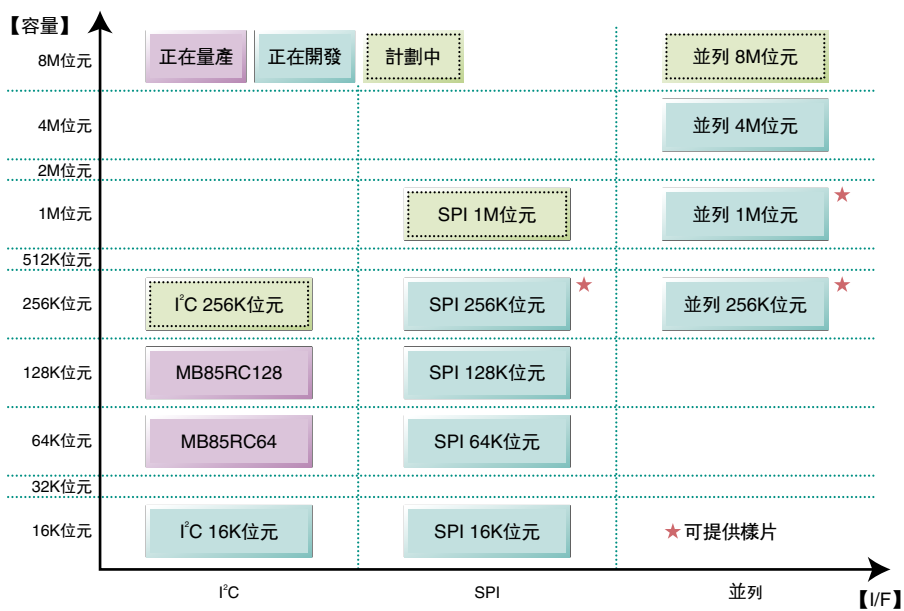 【容量】
8M位元
正在量產
正在開發
計劃中
並列 8M位元
4M位元
並列 4M位元
2M位元
1M位元
SPI 1M位元
並列 1M位元
★
512K位元
256K位元
I²C 256K位元
SPI 256K位元
★
並列 256K位元
★
128K位元
MB85RC128
SPI 128K位元
64K位元
MB85RC64
SPI 64K位元
32K位元
16K位元
I²C 16K位元
SPI 16K位元
★可提供樣片
I²C
SPI
並列
【I/F】